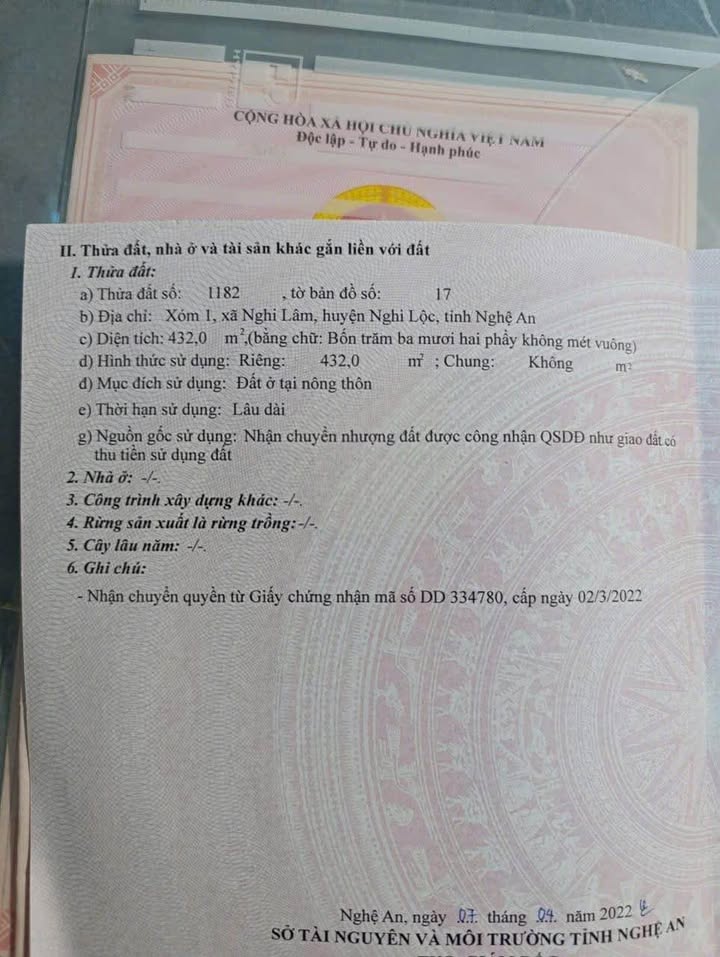 CỘNG HÒA XÃ HỘI CHỦ NGHĨA VIỆT NAM
Độc lập - Tự do - Hạnh phúc
II. Thửa đất, nhà ở và tài sản khác gắn liền với đất
1. Thửa đất:
a) Thửa đất số: 1182 , tờ bản đồ số: 17
b) Địa chỉ: Xóm 1, xã Nghi Lâm, huyện Nghi Lộc, tỉnh Nghệ An
c) Diện tích: 432,0 m²,(bằng chữ: Bốn trăm ba mươi hai phẩy không mét vuông)
d) Hình thức sử dụng: Riêng: 432,0 m² ; Chung: Không m²
đ) Mục đích sử dụng: Đất ở tại nông thôn
e) Thời hạn sử dụng: Lâu dài
g) Nguồn gốc sử dụng: Nhận chuyển nhượng đất được công nhận QSDĐ như giao đất có
thu tiền sử dụng đất
2. Nhà ở: -/-.
3. Công trình xây dựng khác: -/-.
4. Rừng sản xuất là rừng trồng: -/-.
5. Cây lâu năm: -/-.
6. Ghi chú:
- Nhận chuyển quyền từ Giấy chứng nhận mã số DD 334780, cấp ngày 02/3/2022
Nghệ An, ngày 07 tháng 04 năm 2022
SỞ TÀI NGUYÊN VÀ MÔI TRƯỜNG TỈNH NGHỆ AN